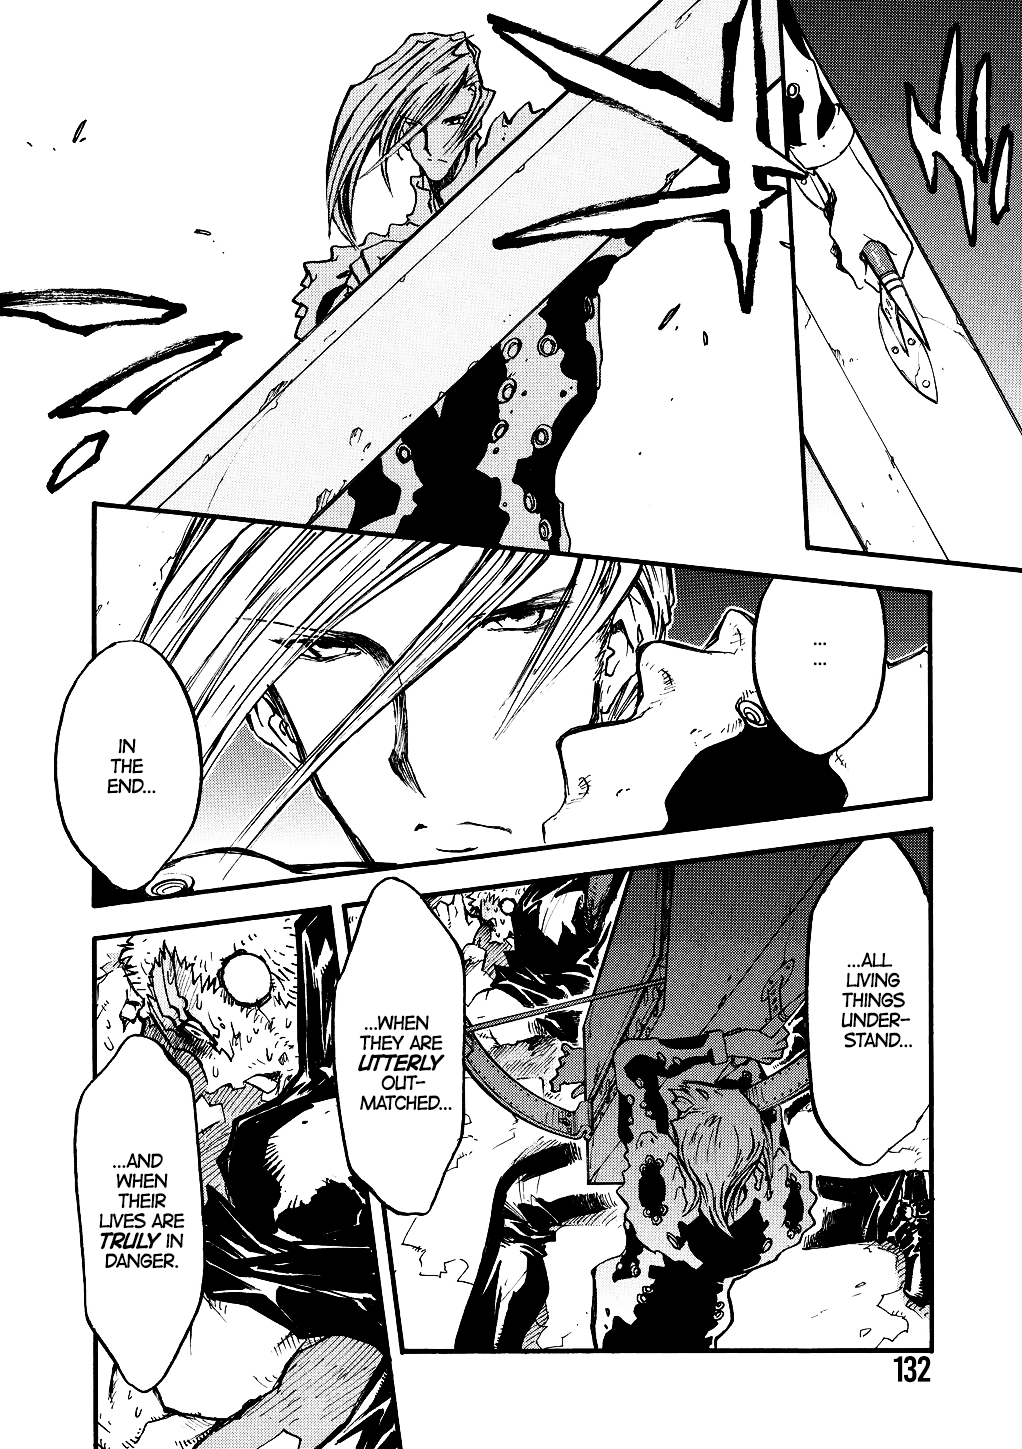 ...
...
IN
THE
END...
...ALL
LIVING
THINGS
UNDER-
STAND...
...WHEN
THEY ARE
UTTERLY
OUT-
MATCHED...
...AND
WHEN
THEIR
LIVES ARE
TRULY IN
DANGER.
132